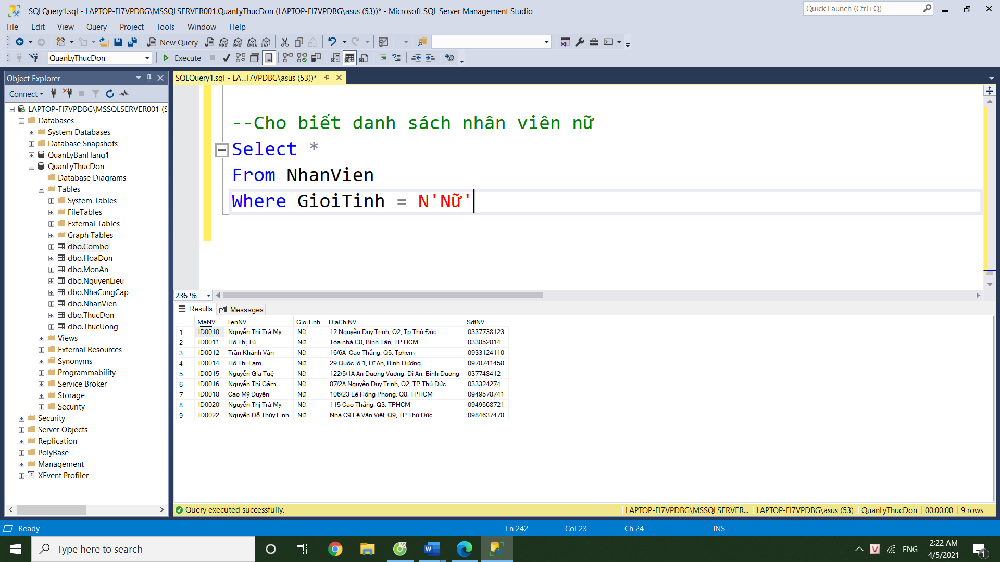 SQLQuery1.sql - LAPTOP-FI7VPDBG\MSSQLSERVER001.QuanLyThucDon (LAPTOP-FI7VPDBG\asus (53))* - Microsoft SQL Server Management Studio
Quick Launch (Ctrl+Q)
File Edit View Query Project Tools Window Help
New Query MDX DMX XMLA DAX
QuanLyThucDon Execute
Object Explorer
SQLQuery1.sql - LA...I7VPDBG\asus (53))*
Connect
LAPTOP-FI7VPDBG\MSSQLSERVER001 (S
Databases
System Databases
Database Snapshots
QuanLyBanHang1
QuanLyThucDon
Database Diagrams
Tables
System Tables
FileTables
External Tables
Graph Tables
dbo.Combo
dbo.HoaDon
dbo.MonAn
dbo.NguyenLieu
dbo.NhaCungCap
dbo.NhanVien
dbo.ThucDon
dbo.ThucUong
Views
External Resources
Synonyms
Programmability
Service Broker
Storage
Security
Security
Server Objects
Replication
PolyBase
Management
XEvent Profiler
--Cho biết danh sách nhân viên nữ
Select *
From NhanVien
Where GioiTinh = N'Nữ'
236 %
Results Messages
MaNV TenNV GioiTinh DiaChiNV SdtNV
1 ID0010 Nguyễn Thị Trà My Nữ 12 Nguyễn Duy Trinh, Q2, Tp Thủ Đức 0337738123
2 ID0011 Hồ Thị Tú Nữ Tòa nhà C8, Bình Tân, TP HCM 033852814
3 ID0012 Trần Khánh Vân Nữ 16/6A Cao Thắng, Q5, Tphcm 0933124110
4 ID0014 Hồ Thị Lam Nữ 29 Quốc lộ 1, Dĩ An, Bình Dương 0978741458
5 ID0015 Nguyễn Gia Tuệ Nữ 122/5/1A An Dương Vương, Dĩ An, Bình Dương 037748412
6 ID0016 Nguyễn Thị Gấm Nữ 87/2A Nguyễn Duy Trinh, Q2, TP Thủ Đức 033324274
7 ID0018 Cao Mỹ Duyên Nữ 106/23 Lê Hồng Phong, Q8, TPHCM 0949578741
8 ID0020 Nguyễn Thị Trà My Nữ 115 Cao Thắng, Q3, TPHCM 0949568721
9 ID0022 Nguyễn Đỗ Thùy Linh Nữ Nhà C9 Lê Văn Việt, Q9, TP Thủ Đức 0984637478
Query executed successfully. LAPTOP-FI7VPDBG\MSSQLSERVER... LAPTOP-FI7VPDBG\asus (53) QuanLyThucDon 00:00:00 9 rows
Ready Ln 242 Col 23 Ch 24 INS
Type here to search
ENG
2:22 AM
4/5/2021
1